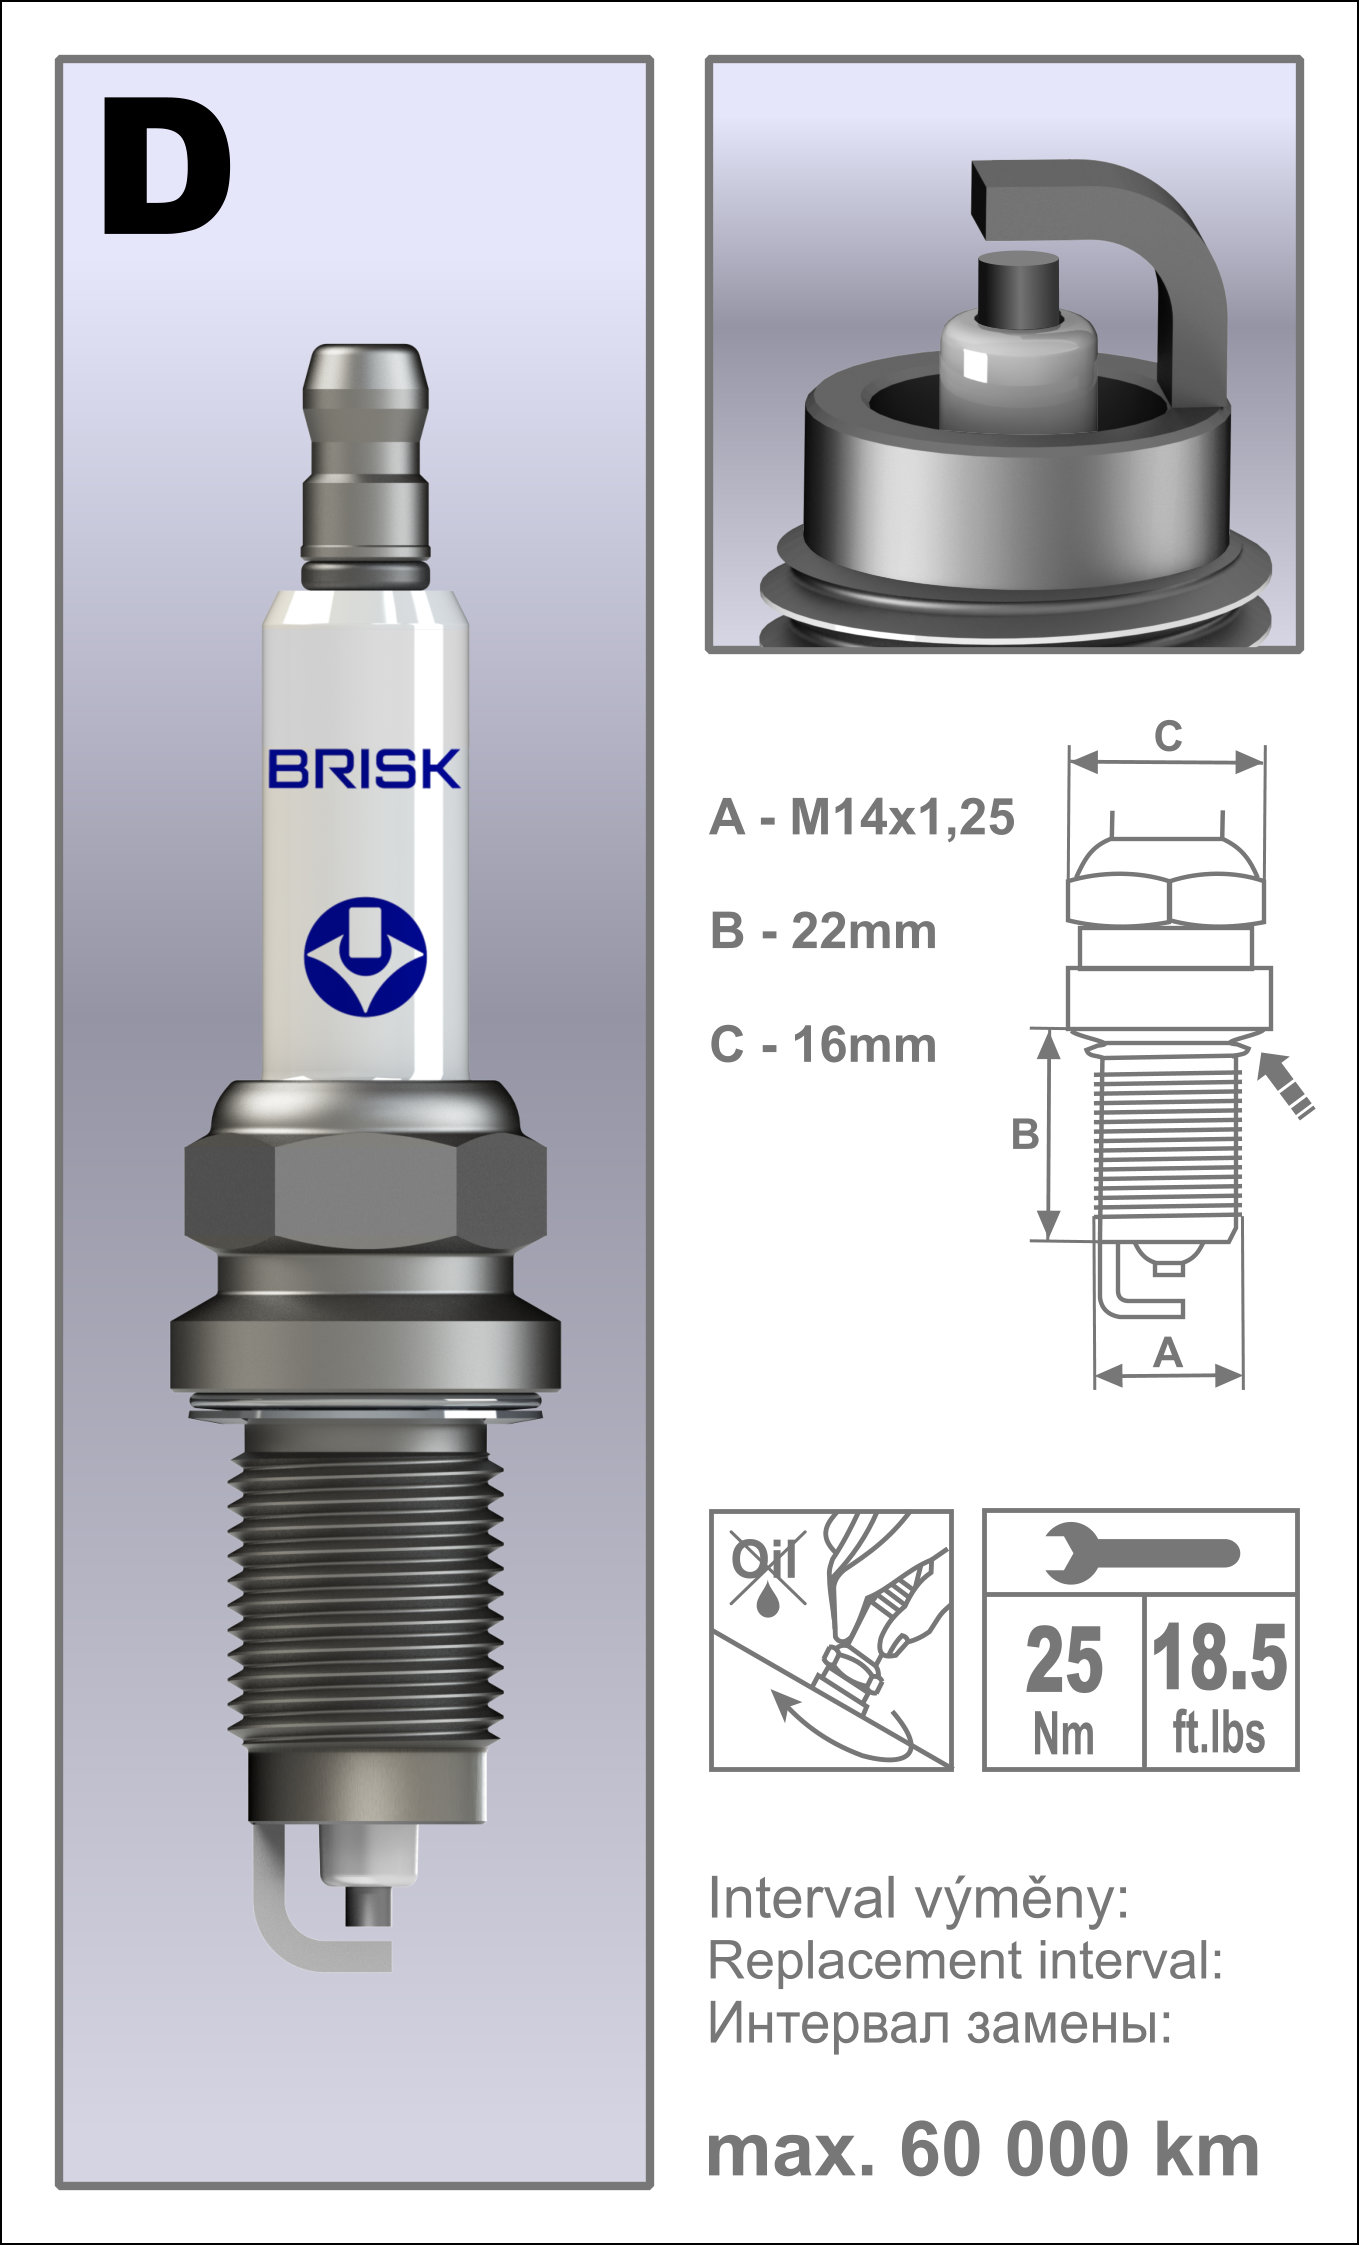 D
BRISK
C
A - M14x1,25
B - 22mm
C - 16mm
B
A
Oil
25
Nm
18.5
ft.lbs
Interval výměny:
Replacement interval:
Интервал замены:
max. 60 000 km